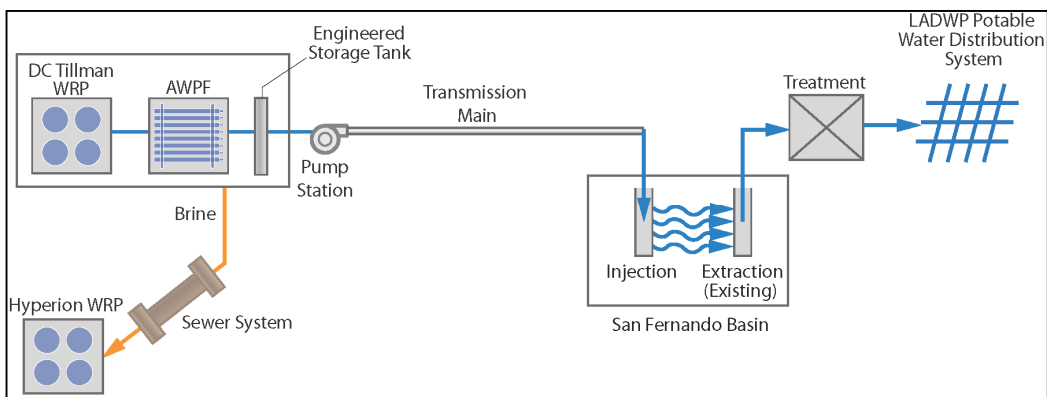 Engineered
Storage Tank
DC Tillman
WRP
AWPF
Transmission
Main
Pump
Station
Treatment
LADWP Potable
Water Distribution
System
Brine
Injection
Extraction
(Existing)
San Fernando Basin
Hyperion WRP
Sewer System